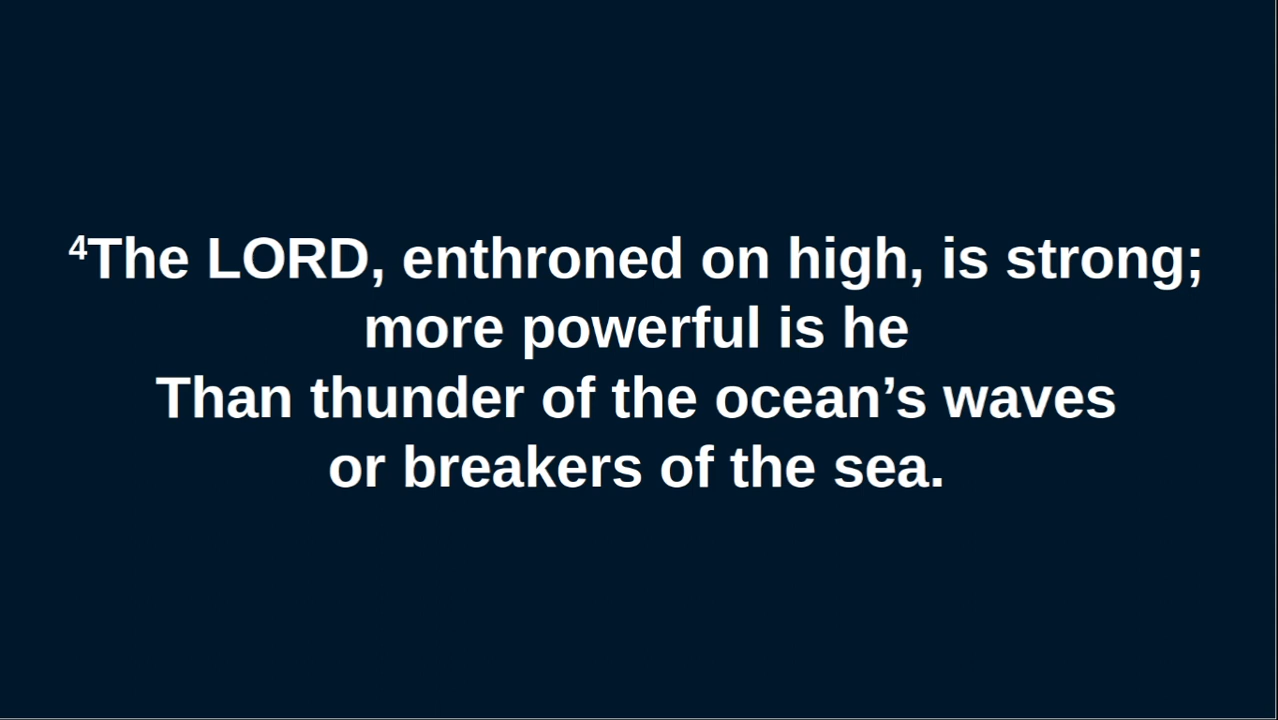 ⁴The LORD, enthroned on high, is strong;
more powerful is he
Than thunder of the ocean’s waves
or breakers of the sea.